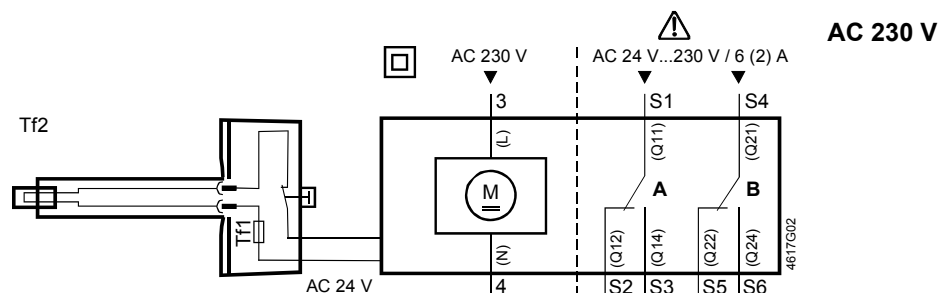 AC 230 V
AC 230 V
AC 24 V...230 V / 6 (2) A
3
S1
S4
Tf2
(L)
(Q11)
(Q21)
M
A
B
Tf1
(N)
(Q12)
(Q14)
(Q22)
(Q24)
4617G02
AC 24 V
4
S2
S3
S5
S6